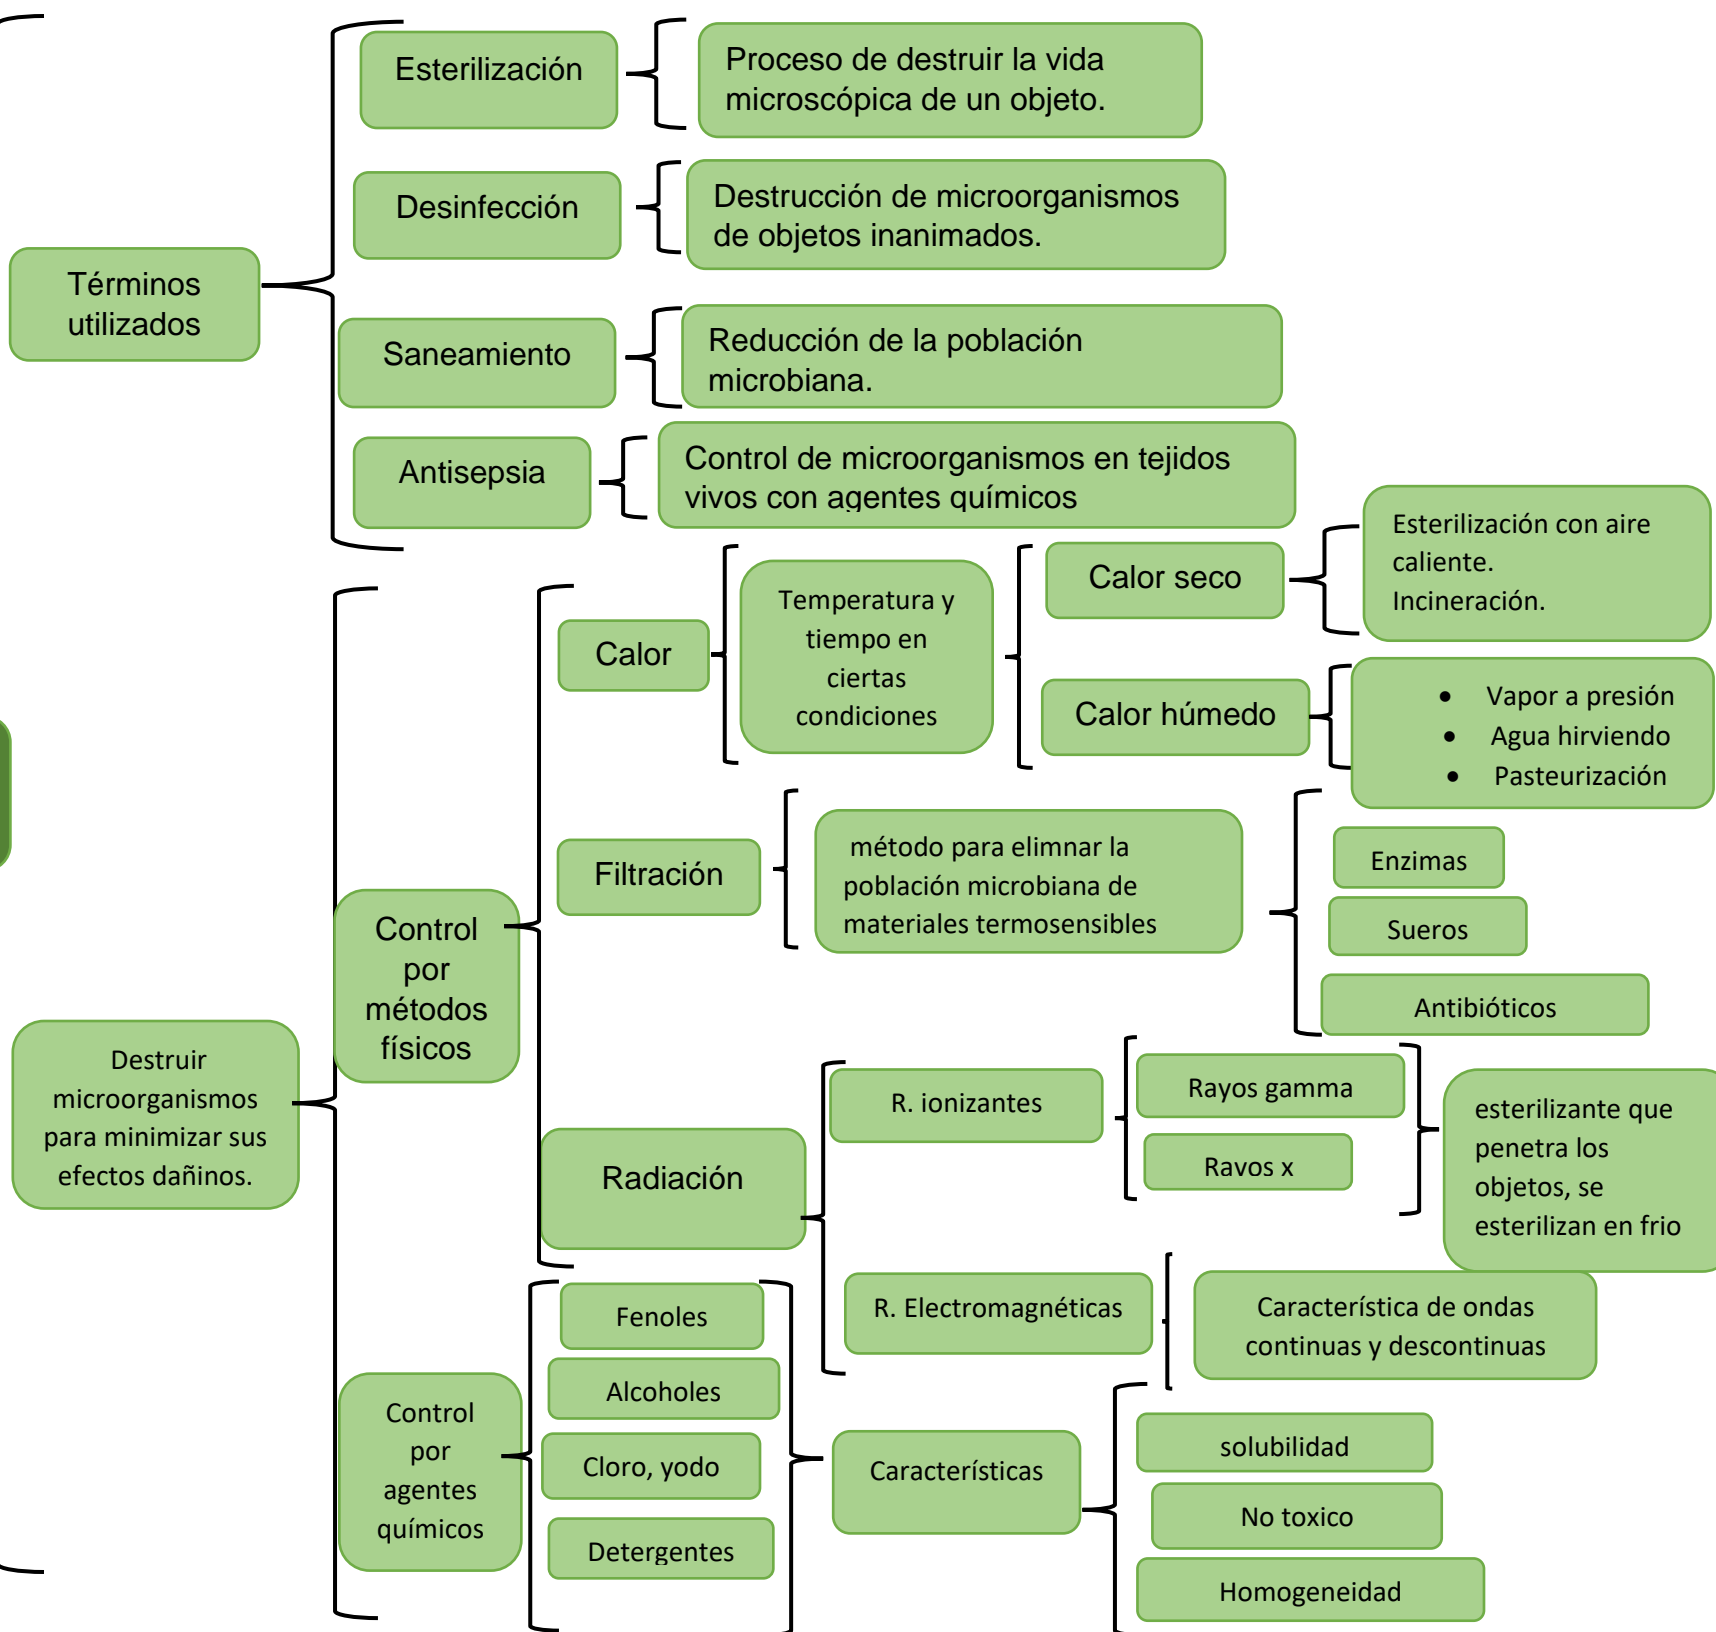 Esterilización
Proceso de destruir la vida
microscópica de un objeto.
Desinfección
Destrucción de microorganismos
de objetos inanimados.
Términos
utilizados
Saneamiento
Reducción de la población
microbiana.
Antisepsia
Control de microorganismos en tejidos
vivos con agentes químicos
Destruir
microorganismos
para minimizar sus
efectos dañinos.
Control
por
métodos
físicos
Calor
Temperatura y
tiempo en
ciertas
condiciones
Calor seco
Esterilización con aire
caliente.
Incineración.
Calor húmedo
• Vapor a presión
• Agua hirviendo
• Pasteurización
Filtración
método para elimnar la
población microbiana de
materiales termosensibles
Enzimas
Sueros
Antibióticos
Radiación
R. ionizantes
Rayos gamma
Rayos x
esterilizante que
penetra los
objetos, se
esterilizan en frio
R. Electromagnéticas
Característica de ondas
continuas y descontinuas
Control
por
agentes
químicos
Fenoles
Alcoholes
Cloro, yodo
Detergentes
Características
solubilidad
No toxico
Homogeneidad